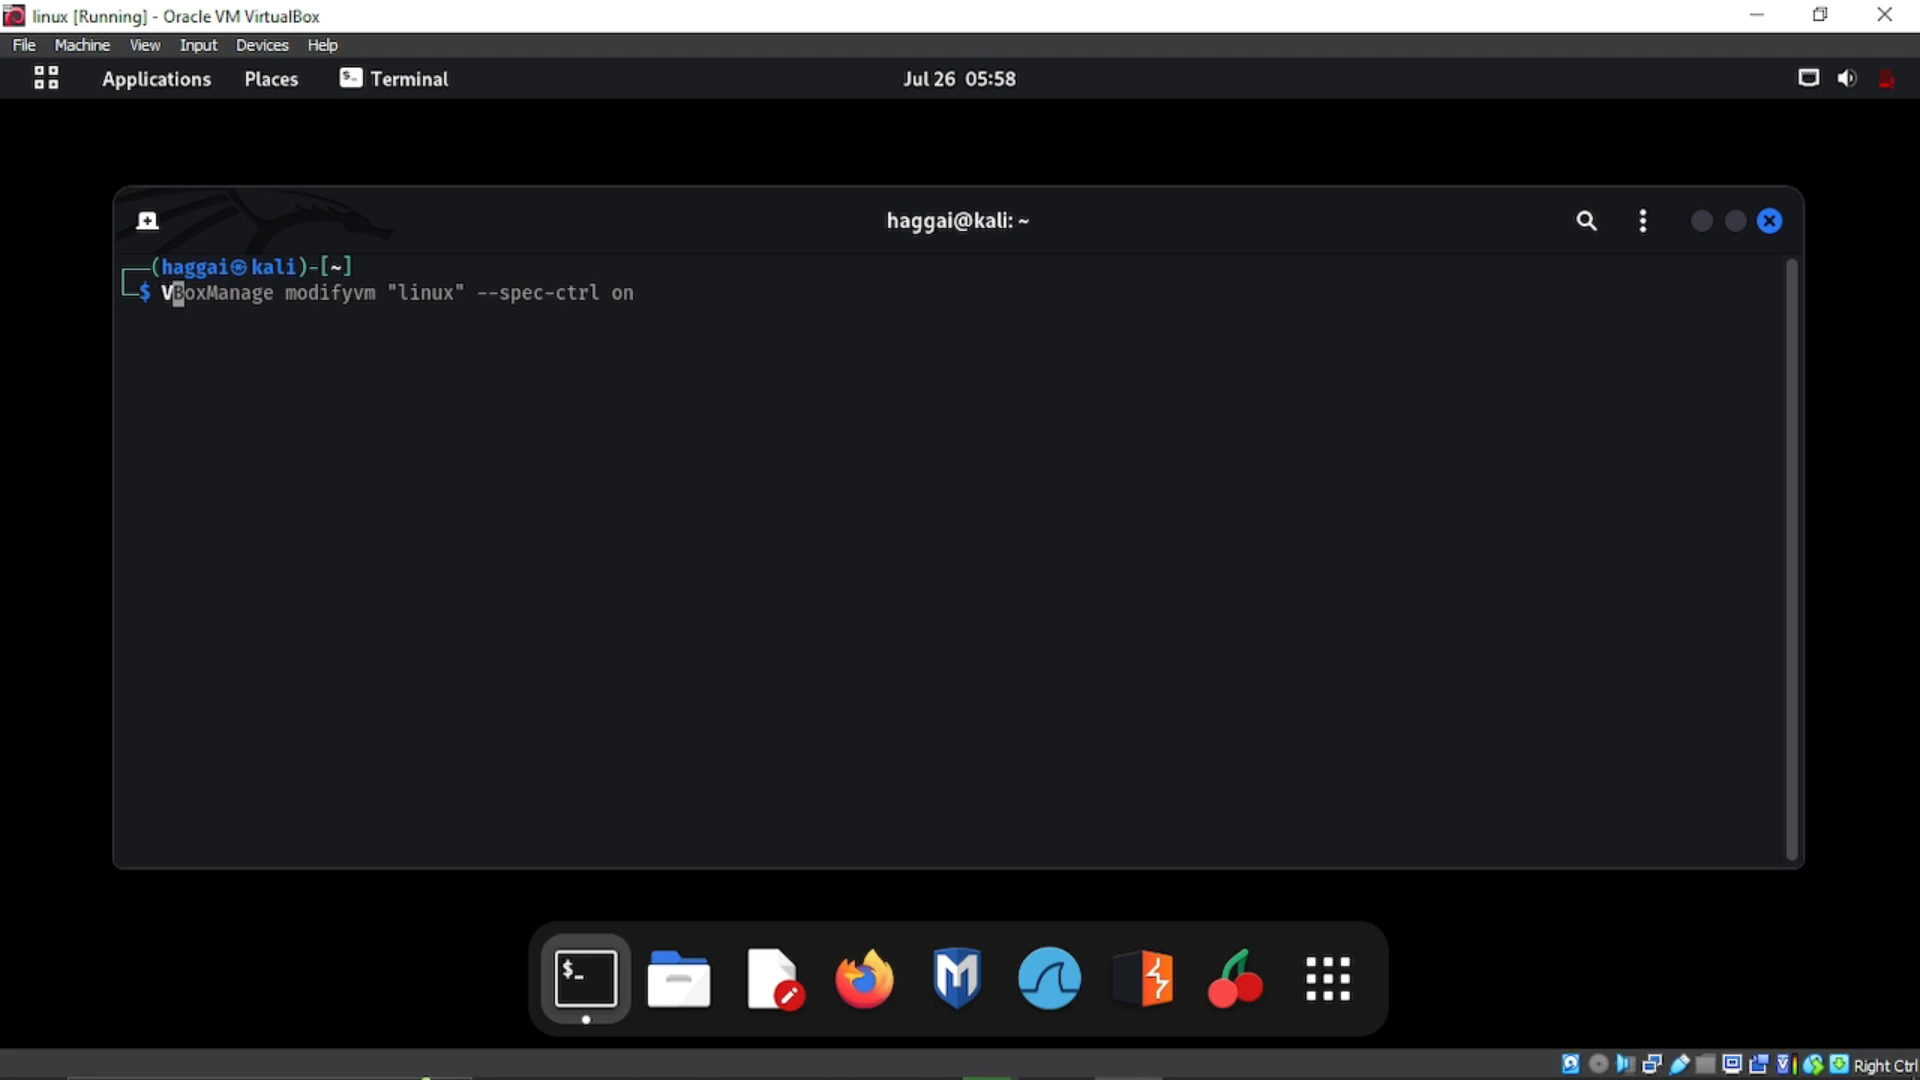 linux [Running] - Oracle VM VirtualBox
File Machine View Input Devices Help
Applications Places $- Terminal Jul 26 05:58
haggai@kali: ~
(haggai㉿kali)-[~]
$ VBoxManage modifyvm "linux" --spec-ctrl on
$_
Right Ctrl